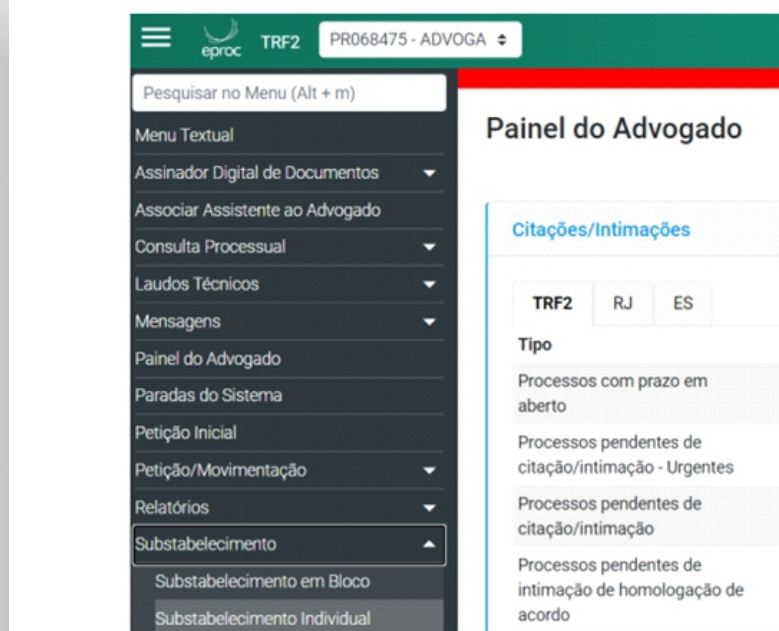 eproc TRF2 PR068475 - ADVOGA
Pesquisar no Menu (Alt + m)
Menu Textual
Assinador Digital de Documentos
Associar Assistente ao Advogado
Consulta Processual
Laudos Técnicos
Mensagens
Painel do Advogado
Paradas do Sistema
Petição Inicial
Petição/Movimentação
Relatórios
Substabelecimento
Substabelecimento em Bloco
Substabelecimento Individual
Painel do Advogado
Citações/Intimações
TRF2 RJ ES
Tipo
Processos com prazo em
aberto
Processos pendentes de
citação/intimação - Urgentes
Processos pendentes de
citação/intimação
Processos pendentes de
intimação de homologação de
acordo